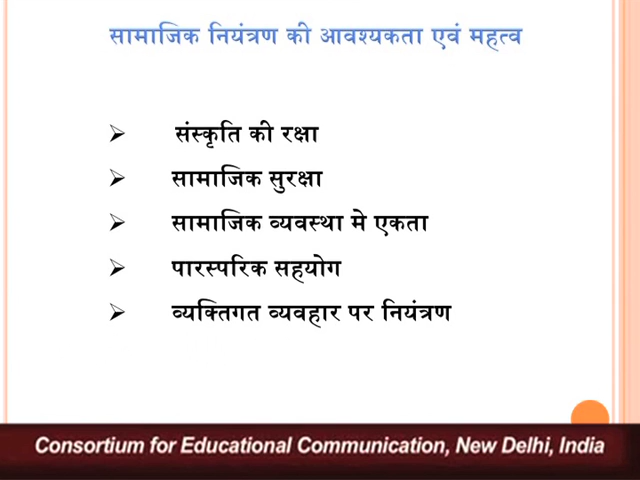 सामाजिक नियंत्रण की आवश्यकता एवं महत्व
संस्कृति की रक्षा
सामाजिक सुरक्षा
सामाजिक व्यवस्था मे एकता
पारस्परिक सहयोग
व्यक्तिगत व्यवहार पर नियंत्रण
Consortium for Educational Communication, New Delhi, India